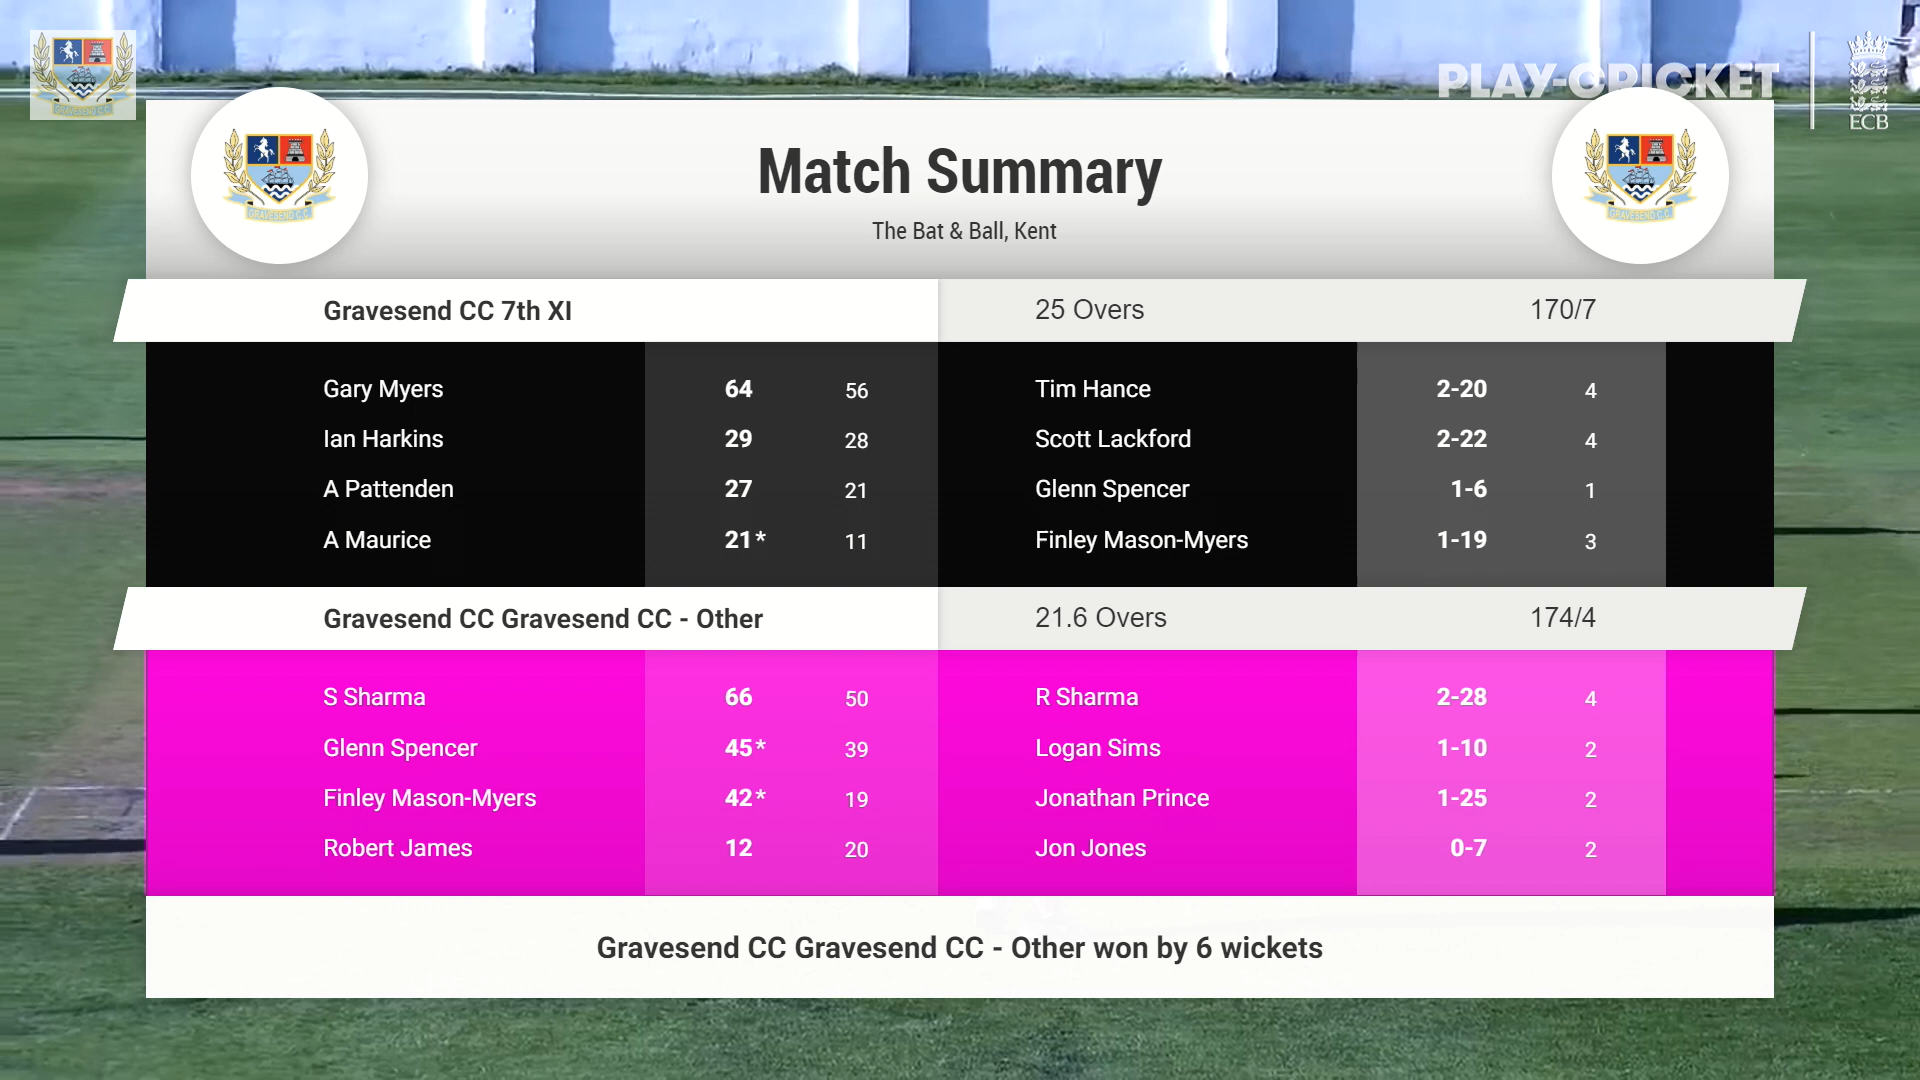 GRAVESEND C.C.
PLAY-CRICKET
ECB
GRAVESEND C.C.
GRAVESEND C.C.
Match Summary
The Bat & Ball, Kent
Gravesend CC 7th XI 25 Overs 170/7
Gary Myers 64 56 Tim Hance 2-20 4
Ian Harkins 29 28 Scott Lackford 2-22 4
A Pattenden 27 21 Glenn Spencer 1-6 1
A Maurice 21* 11 Finley Mason-Myers 1-19 3
Gravesend CC Gravesend CC - Other 21.6 Overs 174/4
S Sharma 66 50 R Sharma 2-28 4
Glenn Spencer 45* 39 Logan Sims 1-10 2
Finley Mason-Myers 42* 19 Jonathan Prince 1-25 2
Robert James 12 20 Jon Jones 0-7 2
Gravesend CC Gravesend CC - Other won by 6 wickets